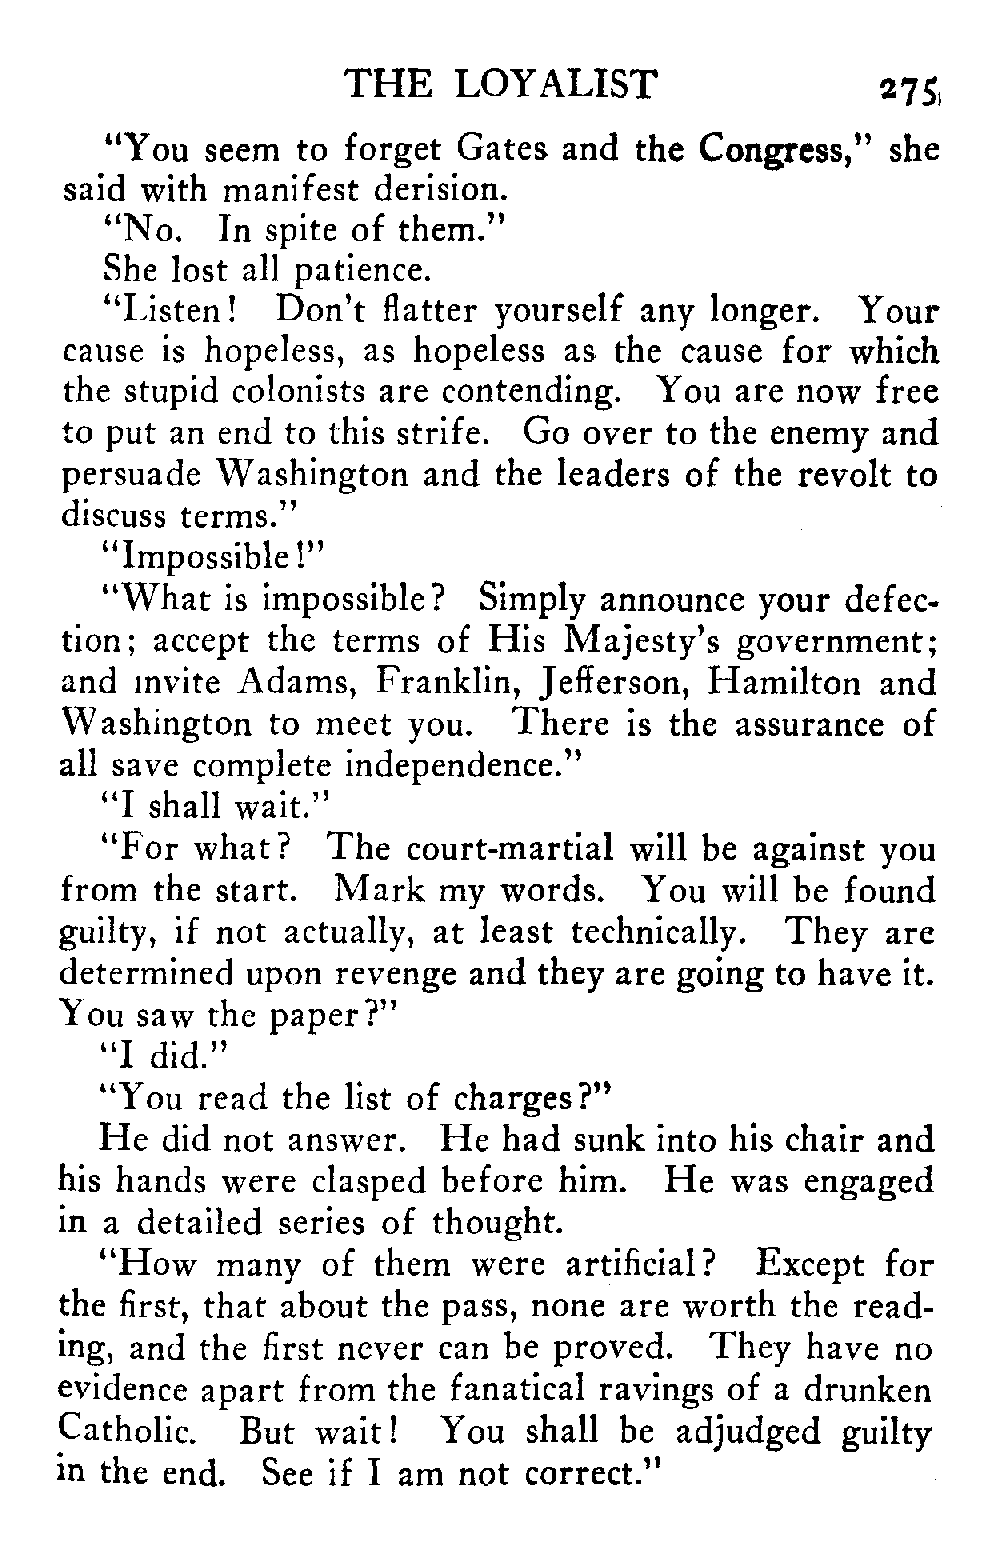 THE LOYALIST 275
"You seem to forget Gates and the Congress," she
said with manifest derision.
"No. In spite of them."
She lost all patience.
"Listen! Don't flatter yourself any longer. Your
cause is hopeless, as hopeless as the cause for which
the stupid colonists are contending. You are now free
to put an end to this strife. Go over to the enemy and
persuade Washington and the leaders of the revolt to
discuss terms."
"Impossible!"
"What is impossible? Simply announce your defec-
tion; accept the terms of His Majesty's government;
and invite Adams, Franklin, Jefferson, Hamilton and
Washington to meet you. There is the assurance of
all save complete independence."
"I shall wait."
"For what? The court-martial will be against you
from the start. Mark my words. You will be found
guilty, if not actually, at least technically. They are
determined upon revenge and they are going to have it.
You saw the paper?"
"I did."
"You read the list of charges?"
He did not answer. He had sunk into his chair and
his hands were clasped before him. He was engaged
in a detailed series of thought.
"How many of them were artificial? Except for
the first, that about the pass, none are worth the read-
ing, and the first never can be proved. They have no
evidence apart from the fanatical ravings of a drunken
Catholic. But wait! You shall be adjudged guilty
in the end. See if I am not correct."